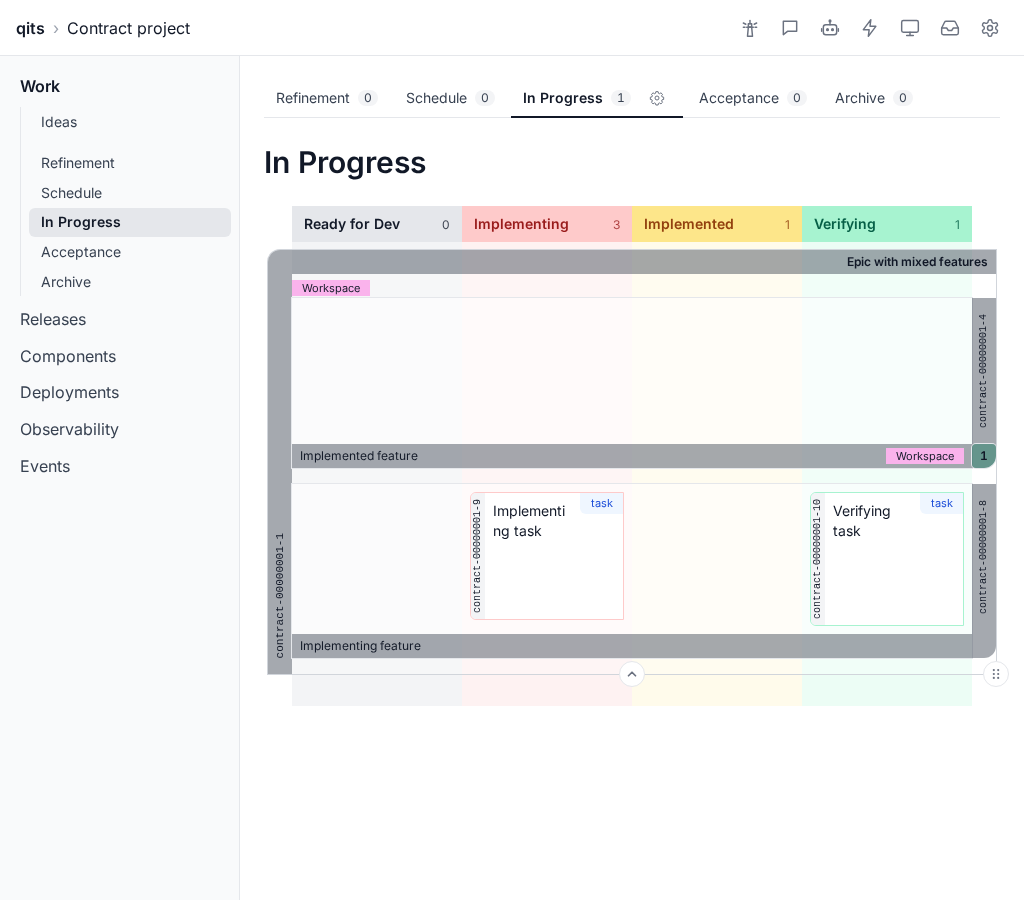 qits › Contract project
Work
Ideas
Refinement
Schedule
In Progress
Acceptance
Archive
Releases
Components
Deployments
Observability
Events
Refinement 0 Schedule 0 In Progress 1 Acceptance 0 Archive 0
In Progress
Ready for Dev 0 Implementing 3 Implemented 1 Verifying 1
Epic with mixed features
Workspace
contract-00000001-4
Implemented feature Workspace 1
contract-00000001-1
contract-00000001-9
Implementi
ng task
task
contract-00000001-10
Verifying
task
task
contract-00000001-8
Implementing feature